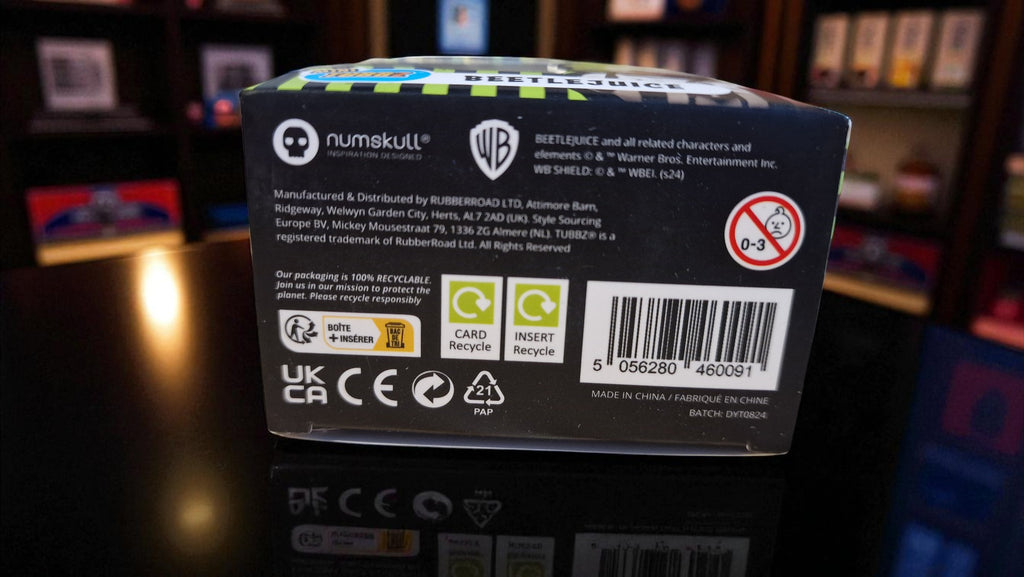 BEETLEJUICE
numskull®
INSPIRATION DESIGNED
WB
BEETLEJUICE and all related characters and
elements © & ™ Warner Bros. Entertainment Inc.
WB SHIELD: © & ™ WBEI. (s24)
Manufactured & Distributed by RUBBERROAD LTD, Attimore Barn,
Ridgeway, Welwyn Garden City, Herts, AL7 2AD (UK). Style Sourcing
Europe BV, Mickey Mousestraat 79, 1336 ZG Almere (NL). TUBBZ® is a
registered trademark of RubberRoad Ltd. All Rights Reserved
0-3
Our packaging is 100% RECYCLABLE.
Join us in our mission to protect the
planet. Please recycle responsibly
BOÎTE
+ INSÉRER
BAC
DE
TRI
CARD
Recycle
INSERT
Recycle
5 056280 460091
UK
CA
CE
21
PAP
MADE IN CHINA / FABRIQUÉ EN CHINE
BATCH: DYT0824